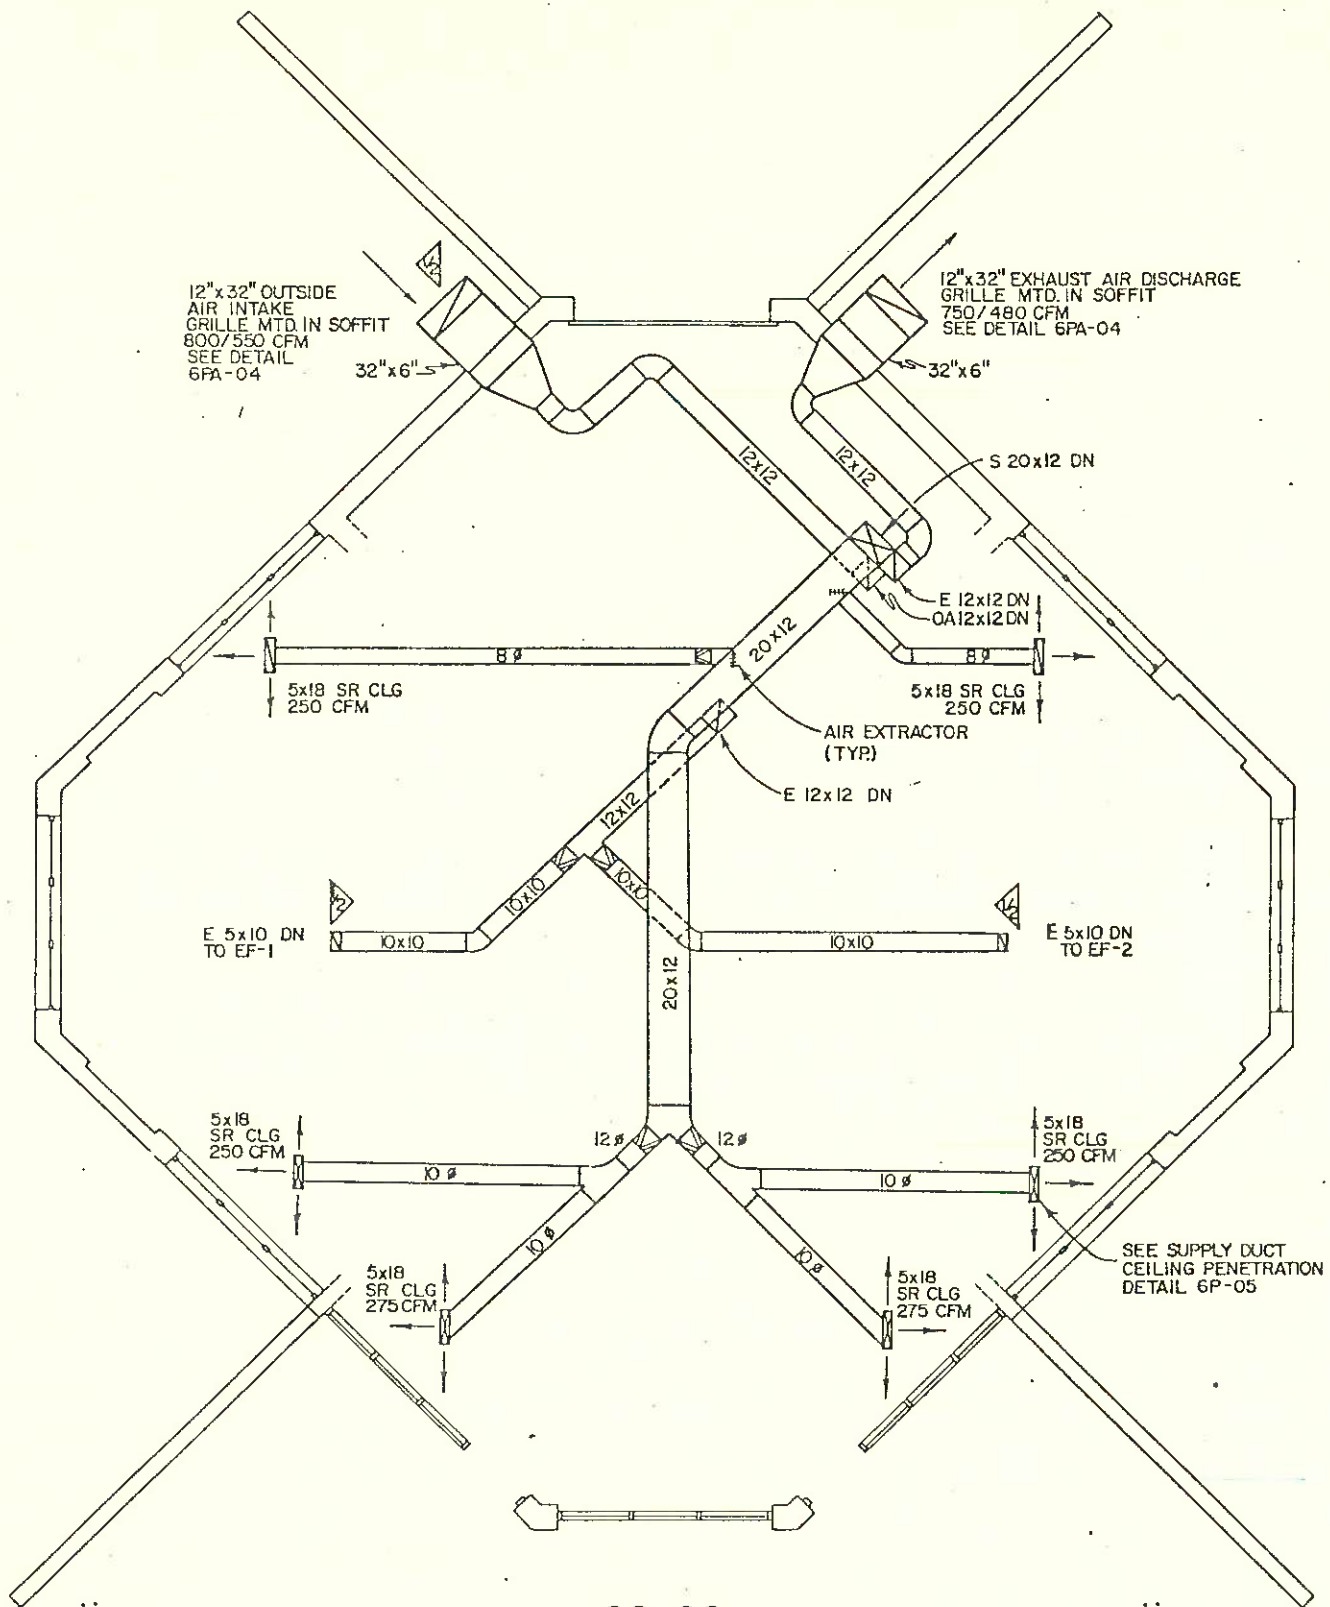 12"x32" OUTSIDE
AIR INTAKE
GRILLE MTD. IN SOFFIT
800/550 CFM
SEE DETAIL
6PA-04
32"x6"
12"x32" EXHAUST AIR DISCHARGE
GRILLE MTD. IN SOFFIT
750/480 CFM
SEE DETAIL 6PA-04
32"x6"
12x12
12x12
S 20x12 DN
E 12x12 DN
OA 12x12 DN
20x12
8 ø
8 ø
5x18 SR CLG
250 CFM
5x18 SR CLG
250 CFM
AIR EXTRACTOR
(TYP.)
E 12x12 DN
12x12
10x10
10x10
E 5x10 DN
TO EF-1
10x10
10x10
E 5x10 DN
TO EF-2
20x12
5x18
SR CLG
250 CFM
12 ø
12 ø
5x18
SR CLG
250 CFM
10 ø
10 ø
10 ø
10 ø
SEE SUPPLY DUCT
CEILING PENETRATION
DETAIL 6P-05
5x18
SR CLG
275 CFM
5x18
SR CLG
275 CFM